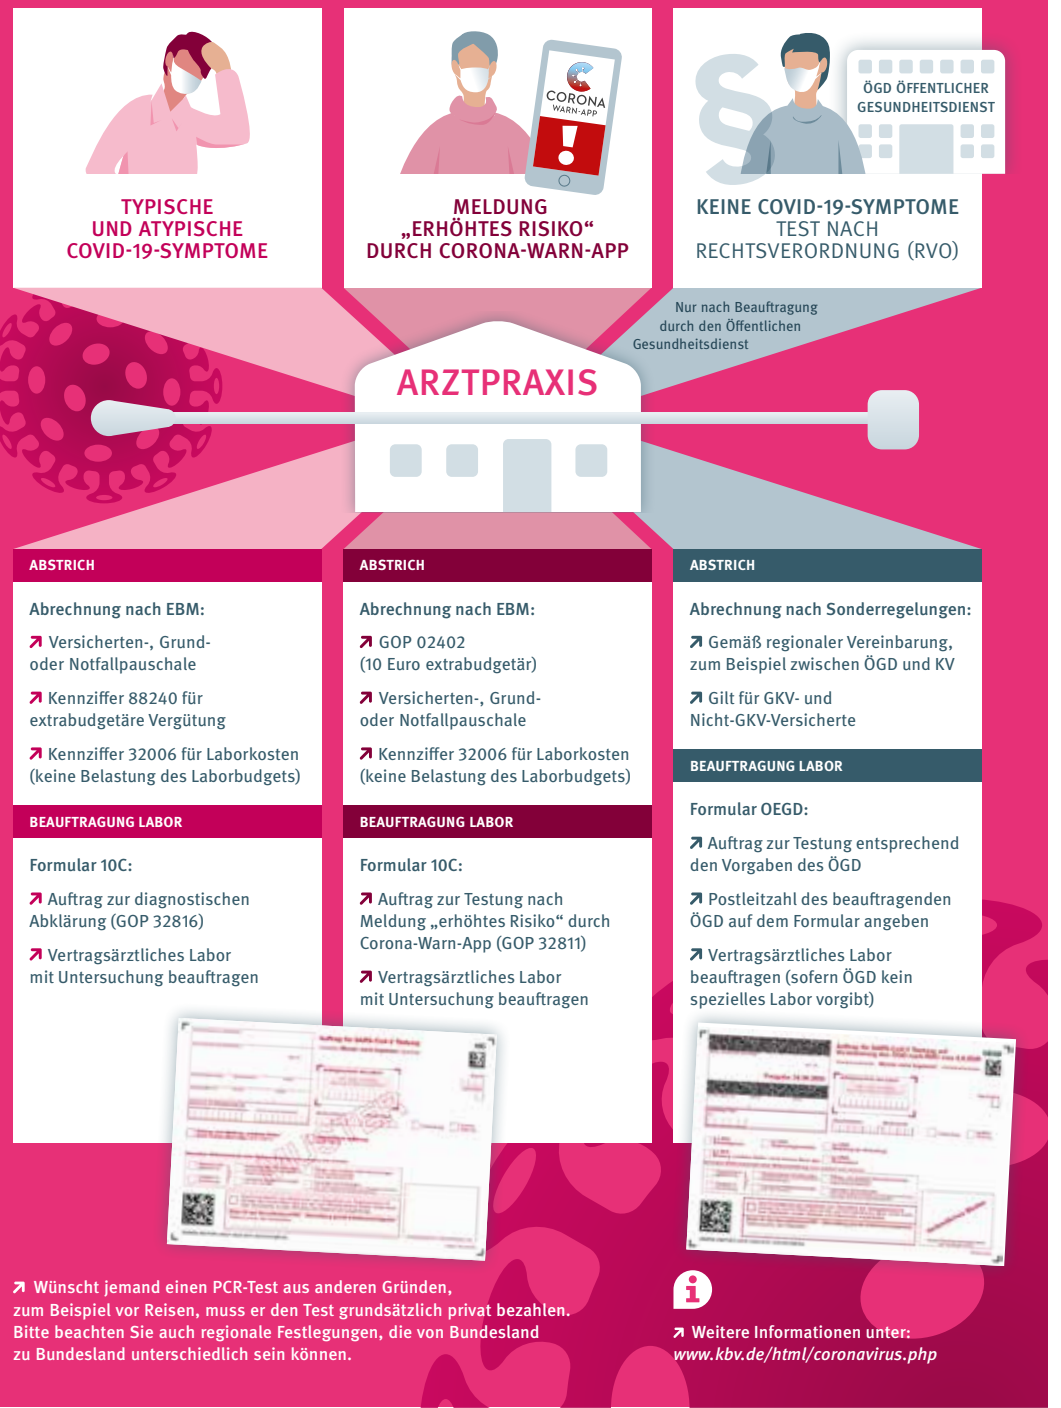 TYPISCHE
UND ATYPISCHE
COVID-19-SYMPTOME
CORONA
WARN-APP
!
MELDUNG
„ERHÖHTES RISIKO“
DURCH CORONA-WARN-APP
§
ÖGD ÖFFENTLICHER
GESUNDHEITSDIENST
KEINE COVID-19-SYMPTOME
TEST NACH
RECHTSVERORDNUNG (RVO)
Nur nach Beauftragung
durch den Öffentlichen
Gesundheitsdienst
ARZTPRAXIS
ABSTRICH
Abrechnung nach EBM:
Versicherten-, Grund-
oder Notfallpauschale
Kennziffer 88240 für
extrabudgetäre Vergütung
Kennziffer 32006 für Laborkosten
(keine Belastung des Laborbudgets)
BEAUFTRAGUNG LABOR
Formular 10C:
Auftrag zur diagnostischen
Abklärung (GOP 32816)
Vertragsärztliches Labor
mit Untersuchung beauftragen
ABSTRICH
Abrechnung nach EBM:
GOP 02402
(10 Euro extrabudgetär)
Versicherten-, Grund-
oder Notfallpauschale
Kennziffer 32006 für Laborkosten
(keine Belastung des Laborbudgets)
BEAUFTRAGUNG LABOR
Formular 10C:
Auftrag zur Testung nach
Meldung „erhöhtes Risiko“ durch
Corona-Warn-App (GOP 32811)
Vertragsärztliches Labor
mit Untersuchung beauftragen
ABSTRICH
Abrechnung nach Sonderregelungen:
Gemäß regionaler Vereinbarung,
zum Beispiel zwischen ÖGD und KV
Gilt für GKV- und
Nicht-GKV-Versicherte
BEAUFTRAGUNG LABOR
Formular OEGD:
Auftrag zur Testung entsprechend
den Vorgaben des ÖGD
Postleitzahl des beauftragenden
ÖGD auf dem Formular angeben
Vertragsärztliches Labor
beauftragen (sofern ÖGD kein
spezielles Labor vorgibt)
Wünscht jemand einen PCR-Test aus anderen Gründen,
zum Beispiel vor Reisen, muss er den Test grundsätzlich privat bezahlen.
Bitte beachten Sie auch regionale Festlegungen, die von Bundesland
zu Bundesland unterschiedlich sein können.
i
Weitere Informationen unter:
www.kbv.de/html/coronavirus.php